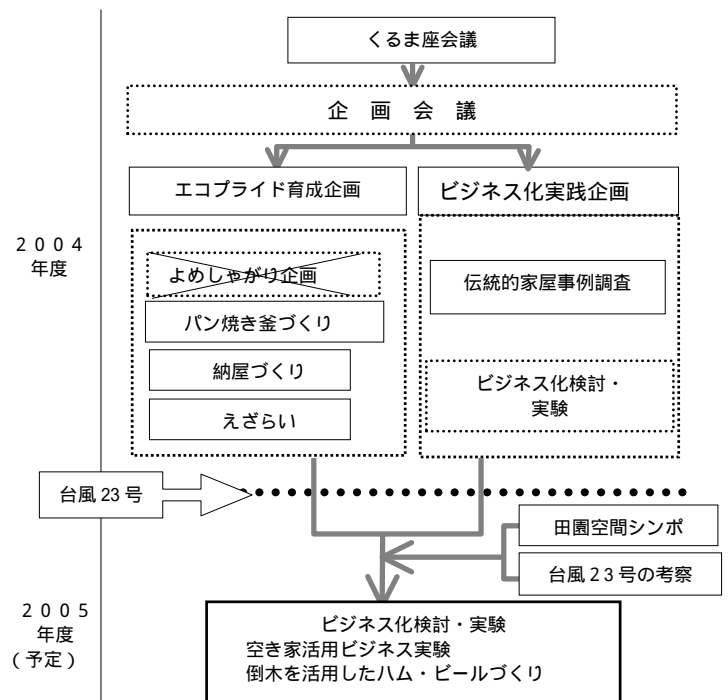 くるま座会議
企　画　会　議
エコプライド育成企画
ビジネス化実践企画
２００４
年度
よめしゃがり企画
伝統的家屋事例調査
パン焼き釜づくり
納屋づくり
ビジネス化検討・
実験
えざらい
台風23号
田園空間シンポ
台風２３号の考察
２００５
年度
（予定）
ビジネス化検討・実験
空き家活用ビジネス実験
倒木を活用したハム・ビールづくり